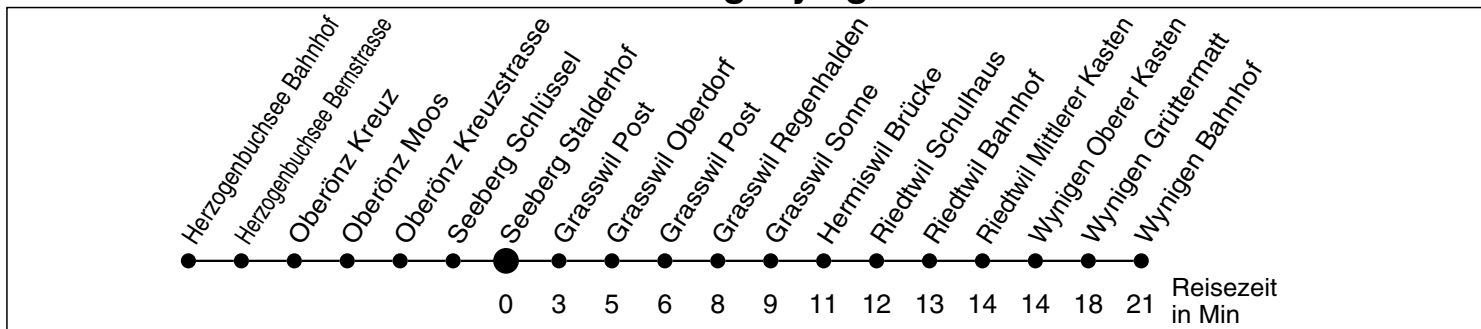 Herzogenbuchsee Bahnhof
Herzogenbuchsee Bernstrasse
Oberönz Kreuz
Oberönz Moos
Oberönz Kreuzstrasse
Seeberg Schlüssel
Seeberg Stalderhof
Grasswil Post
Grasswil Oberdorf
Grasswil Post
Grasswil Regenhalden
Grasswil Sonne
Hermiswil Brücke
Riedtwil Schulhaus
Riedtwil Bahnhof
Riedtwil Mittlerer Kasten
Wynigen Oberer Kasten
Wynigen Grüttermatt
Wynigen Bahnhof
0 3 5 6 8 9 11 12 13 14 14 18 21 Reisezeit
in Min